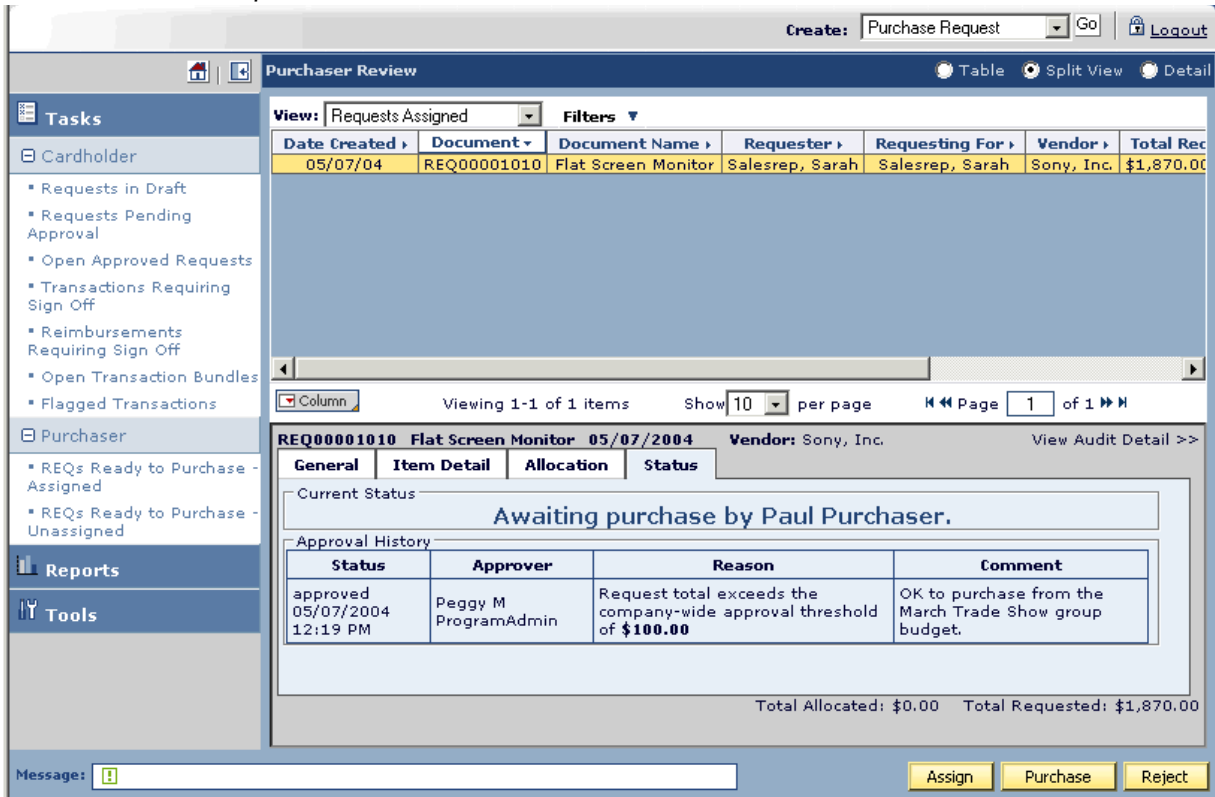 Create: Purchase Request Go Logout
Purchaser Review Table Split View Detail
Tasks
Cardholder
Requests in Draft
Requests Pending
Approval
Open Approved Requests
Transactions Requiring
Sign Off
Reimbursements
Requiring Sign Off
Open Transaction Bundles
Flagged Transactions
Purchaser
REQs Ready to Purchase -
Assigned
REQs Ready to Purchase -
Unassigned
Reports
Tools
View: Requests Assigned Filters
Date Created Document Document Name Requester Requesting For Vendor Total Rec
05/07/04 REQ00001010 Flat Screen Monitor Salesrep, Sarah Salesrep, Sarah Sony, Inc. $1,870.00
Column Viewing 1-1 of 1 items Show 10 per page Page 1 of 1
REQ00001010 Flat Screen Monitor 05/07/2004 Vendor: Sony, Inc. View Audit Detail >>
General Item Detail Allocation Status
Current Status
Awaiting purchase by Paul Purchaser.
Approval History
Status Approver Reason Comment
approved
05/07/2004
12:19 PM
Peggy M
ProgramAdmin
Request total exceeds the
company-wide approval threshold
of $100.00
OK to purchase from the
March Trade Show group
budget.
Total Allocated: $0.00 Total Requested: $1,870.00
Message: Assign Purchase Reject